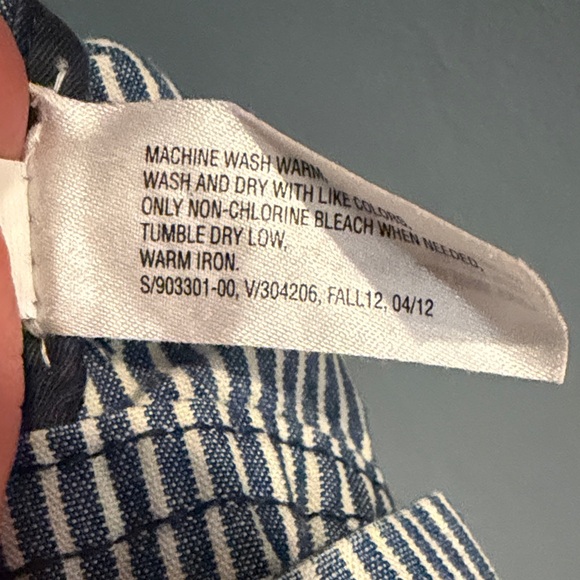 MACHINE WASH WARM,
WASH AND DRY WITH LIKE COLORS.
ONLY NON-CHLORINE BLEACH WHEN NEEDED.
TUMBLE DRY LOW.
WARM IRON.
S/903301-00, V/304206, FALL12, 04/12